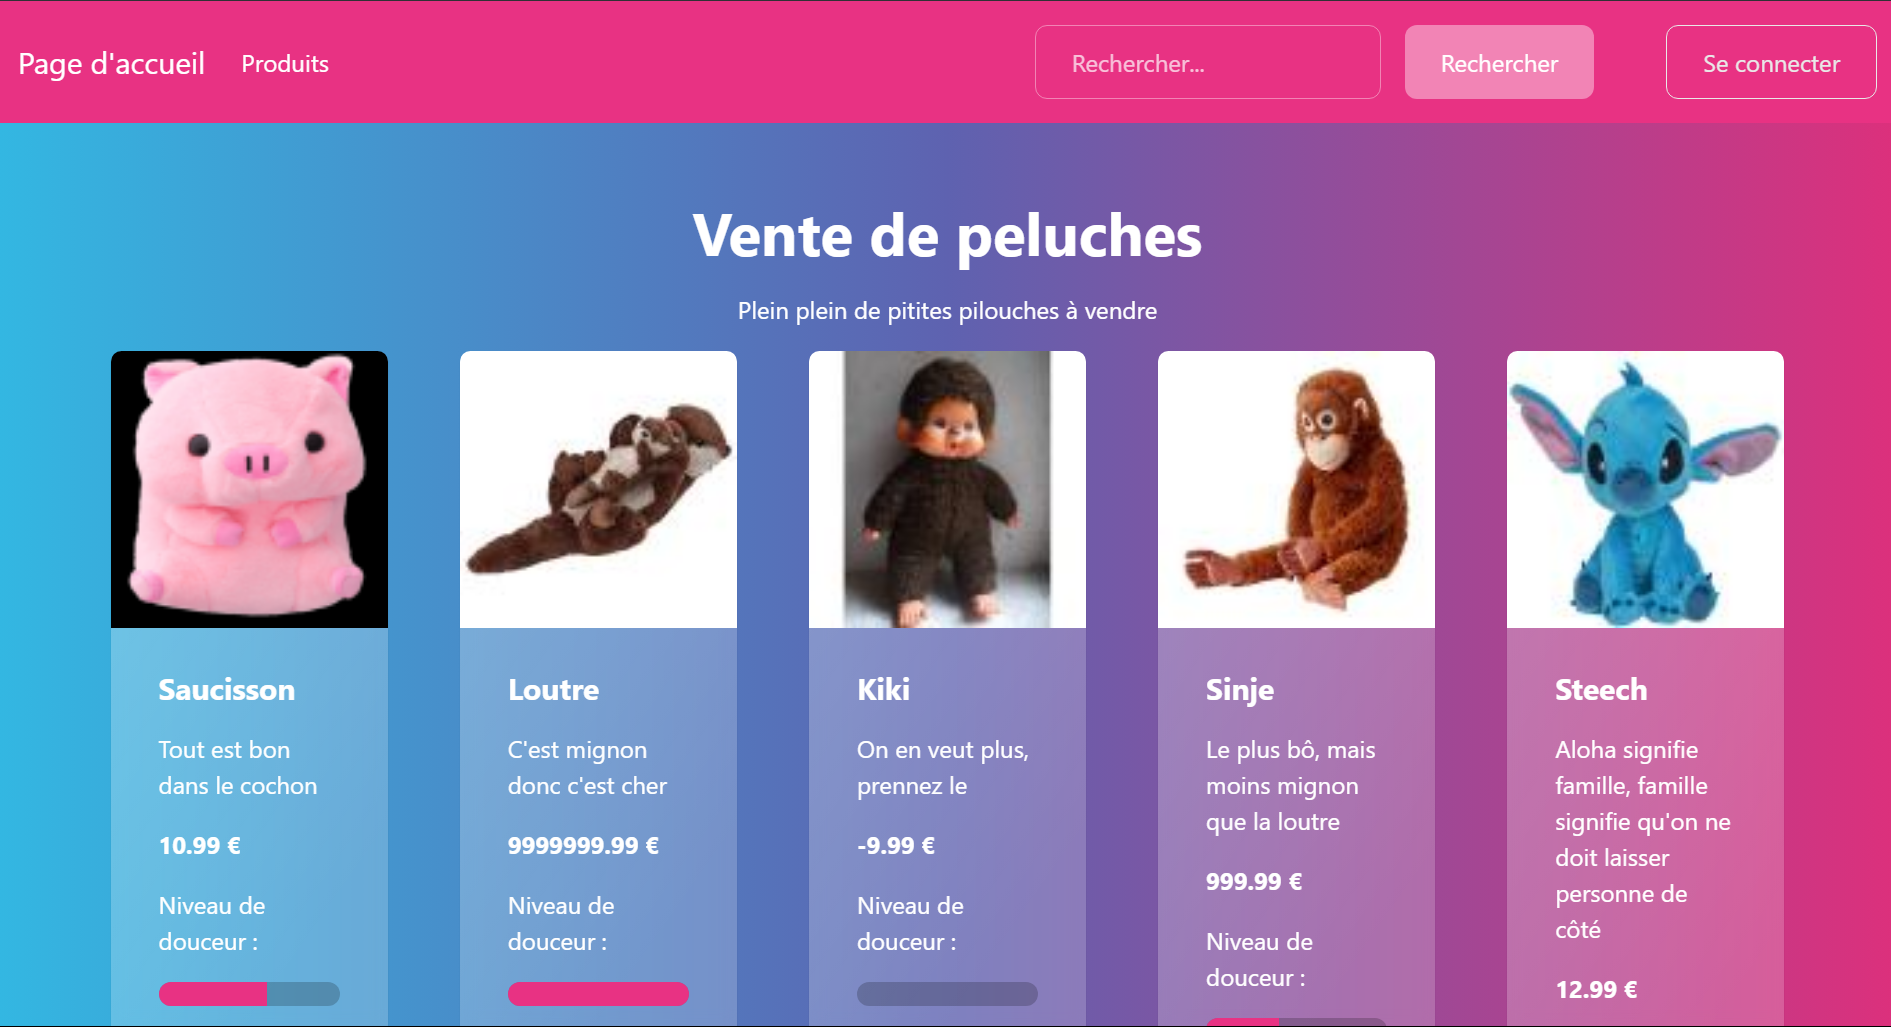 Page d'accueil
Produits
Rechercher...
Rechercher
Se connecter
Vente de peluches
Plein plein de pitites pilouches à vendre
Saucisson
Tout est bon
dans le cochon
10.99 €
Niveau de
douceur :
Loutre
C'est mignon
donc c'est cher
9999999.99 €
Niveau de
douceur :
Kiki
On en veut plus,
prennez le
-9.99 €
Niveau de
douceur :
Sinje
Le plus bô, mais
moins mignon
que la loutre
999.99 €
Niveau de
douceur :
Steech
Aloha signifie
famille, famille
signifie qu'on ne
doit laisser
personne de
côté
12.99 €